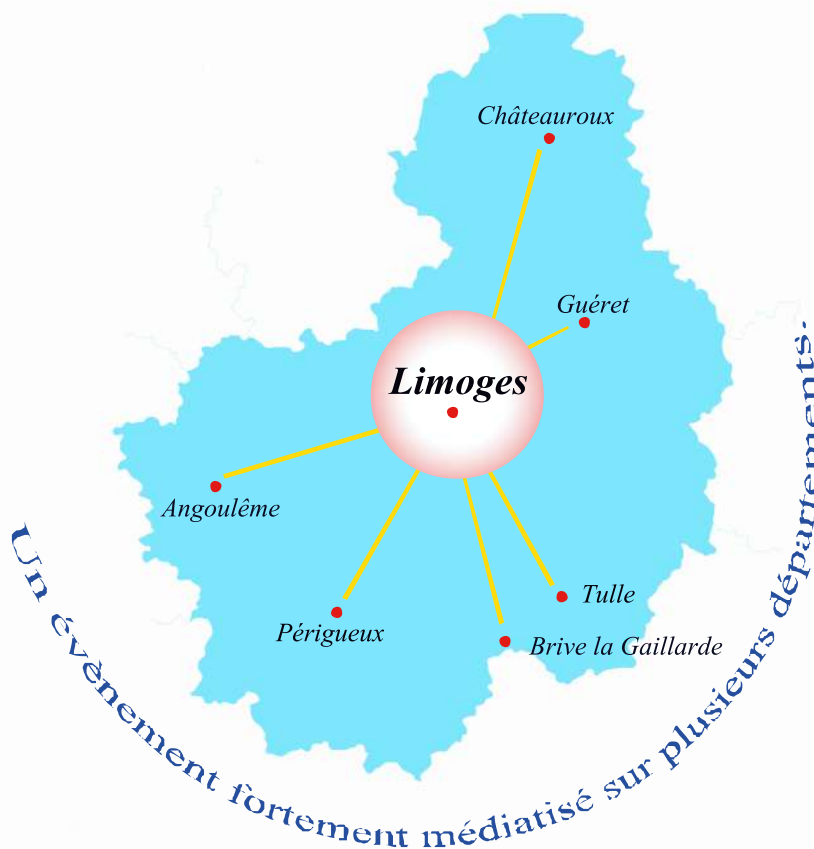 Châteauroux
Guéret
Limoges
Angoulême
Tulle
Périgueux
Brive la Gaillarde
Un évènement fortement médiatisé sur plusieurs départements.